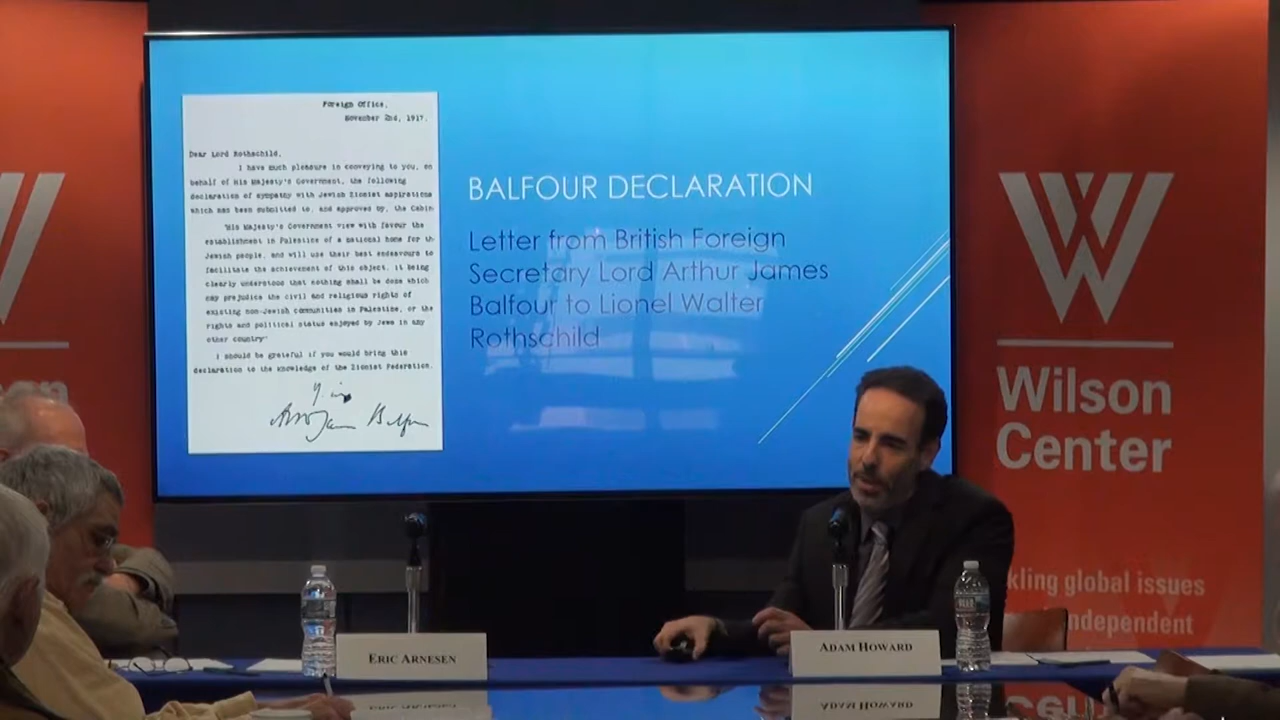 Foreign Office,
November 2nd, 1917.
Dear Lord Rothschild,
I have much pleasure in conveying to you, on
behalf of His Majesty's Government, the following
declaration of sympathy with Jewish Zionist aspirations
which has been submitted to, and approved by, the Cabin
"His Majesty's Government view with favour the
establishment in Palestine of a national home for th
Jewish people, and will use their best endeavours to
facilitate the achievement of this object, it being
clearly understood that nothing shall be done which
may prejudice the civil and religious rights of
existing non-Jewish communities in Palestine, or the
rights and political status enjoyed by Jews in any
other country"
I should be grateful if you would bring this
declaration to the knowledge of the Zionist Federation.
BALFOUR DECLARATION
Letter from British Foreign
Secretary Lord Arthur James
Balfour to Lionel Walter
Rothschild
W
Wilson
Center
kling global issues
ndependent
ERIC ARNESEN
ADAM HOWARD